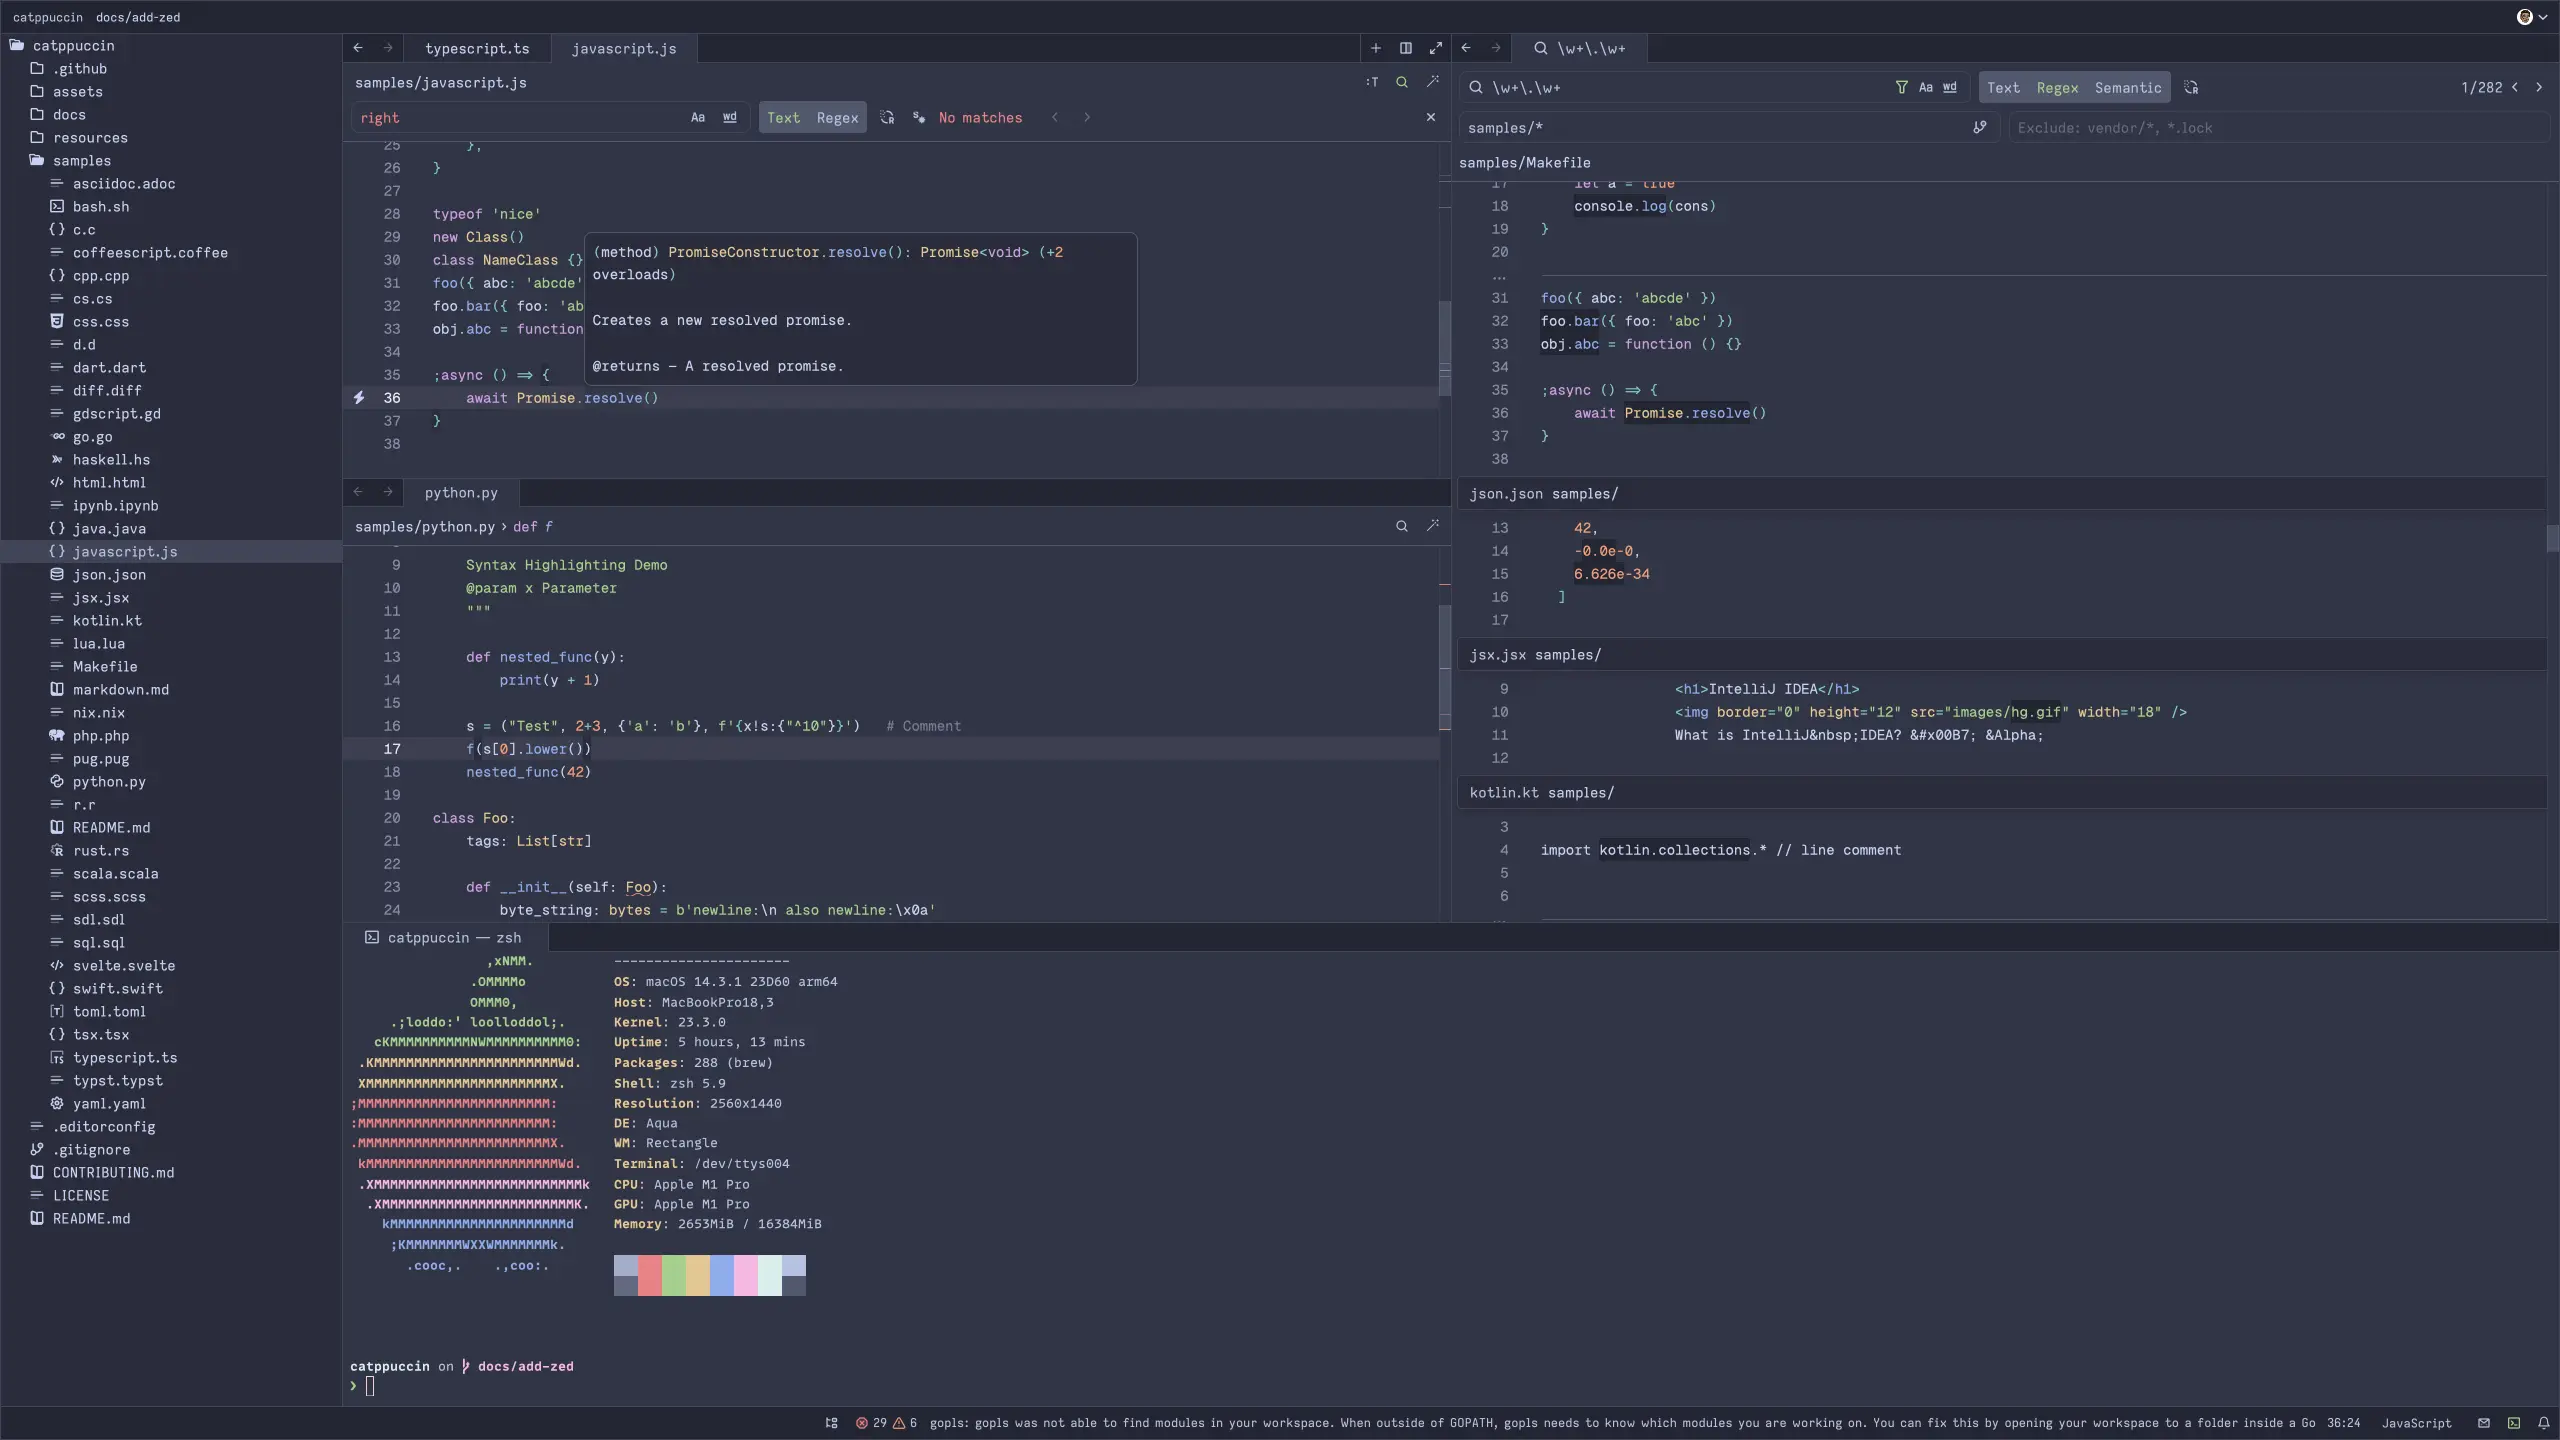 catppuccin docs/add-zed
catppuccin
.github
assets
docs
resources
samples
asciidoc.adoc
bash.sh
c.c
coffeescript.coffee
cpp.cpp
cs.cs
css.css
d.d
dart.dart
diff.diff
gdscript.gd
go.go
haskell.hs
html.html
ipynb.ipynb
java.java
javascript.js
json.json
jsx.jsx
kotlin.kt
lua.lua
Makefile
markdown.md
nix.nix
php.php
pug.pug
python.py
r.r
README.md
rust.rs
scala.scala
scss.scss
sdl.sdl
sql.sql
svelte.svelte
swift.swift
toml.toml
tsx.tsx
typescript.ts
typst.typst
yaml.yaml
.editorconfig
.gitignore
CONTRIBUTING.md
LICENSE
README.md
typescript.ts javascript.js
samples/javascript.js :T
right Aa wd Text Regex No matches
25 },
26 }
27
28 typeof 'nice'
29 new Class()
30 class NameClass {}
31 foo({ abc: 'abcde'
32 foo.bar({ foo: 'ab
33 obj.abc = function
34
35 ;async () => {
36 await Promise.resolve()
37 }
38
(method) PromiseConstructor.resolve(): Promise<void> (+2
overloads)
Creates a new resolved promise.
@returns — A resolved promise.
python.py
samples/python.py › def f
9 Syntax Highlighting Demo
10 @param x Parameter
11 """
12
13 def nested_func(y):
14 print(y + 1)
15
16 s = ("Test", 2+3, {'a': 'b'}, f'{x!s:{"^10"}}') # Comment
17 f(s[0].lower())
18 nested_func(42)
19
20 class Foo:
21 tags: List[str]
22
23 def __init__(self: Foo):
24 byte_string: bytes = b'newline:\n also newline:\x0a'
\w+\.\w+
\w+\.\w+ Aa wd Text Regex Semantic 1/282
samples/* Exclude: vendor/*, *.lock
samples/Makefile
17 let a = true
18 console.log(cons)
19 }
20
...
31 foo({ abc: 'abcde' })
32 foo.bar({ foo: 'abc' })
33 obj.abc = function () {}
34
35 ;async () => {
36 await Promise.resolve()
37 }
38
json.json samples/
13 42,
14 -0.0e-0,
15 6.626e-34
16 ]
17
jsx.jsx samples/
9 <h1>IntelliJ IDEA</h1>
10 <img border="0" height="12" src="images/hg.gif" width="18" />
11 What is IntelliJ&nbsp;IDEA? &#x00B7; &Alpha;
12
kotlin.kt samples/
3
4 import kotlin.collections.* // line comment
5
6
catppuccin — zsh
,xNMM. ----------------------
.OMMMMo OS: macOS 14.3.1 23D60 arm64
OMMM0, Host: MacBookPro18,3
.;loddo:' loolloddol;. Kernel: 23.3.0
cKMMMMMMMMMMNWMMMMMMMMMM0: Uptime: 5 hours, 13 mins
.KMMMMMMMMMMMMMMMMMMMMMMMWd. Packages: 288 (brew)
XMMMMMMMMMMMMMMMMMMMMMMMX. Shell: zsh 5.9
;MMMMMMMMMMMMMMMMMMMMMMMM: Resolution: 2560x1440
:MMMMMMMMMMMMMMMMMMMMMMMM: DE: Aqua
.MMMMMMMMMMMMMMMMMMMMMMMMX. WM: Rectangle
kMMMMMMMMMMMMMMMMMMMMMMMMWd. Terminal: /dev/ttys004
.XMMMMMMMMMMMMMMMMMMMMMMMMMMk CPU: Apple M1 Pro
.XMMMMMMMMMMMMMMMMMMMMMMMMK. GPU: Apple M1 Pro
kMMMMMMMMMMMMMMMMMMMMMMd Memory: 2653MiB / 16384MiB
;KMMMMMMMWXXWMMMMMMMk.
.cooc,. .,coo:.
catppuccin on docs/add-zed
❯
29 6 gopls: gopls was not able to find modules in your workspace. When outside of GOPATH, gopls needs to know which modules you are working on. You can fix this by opening your workspace to a folder inside a Go 36:24 JavaScript